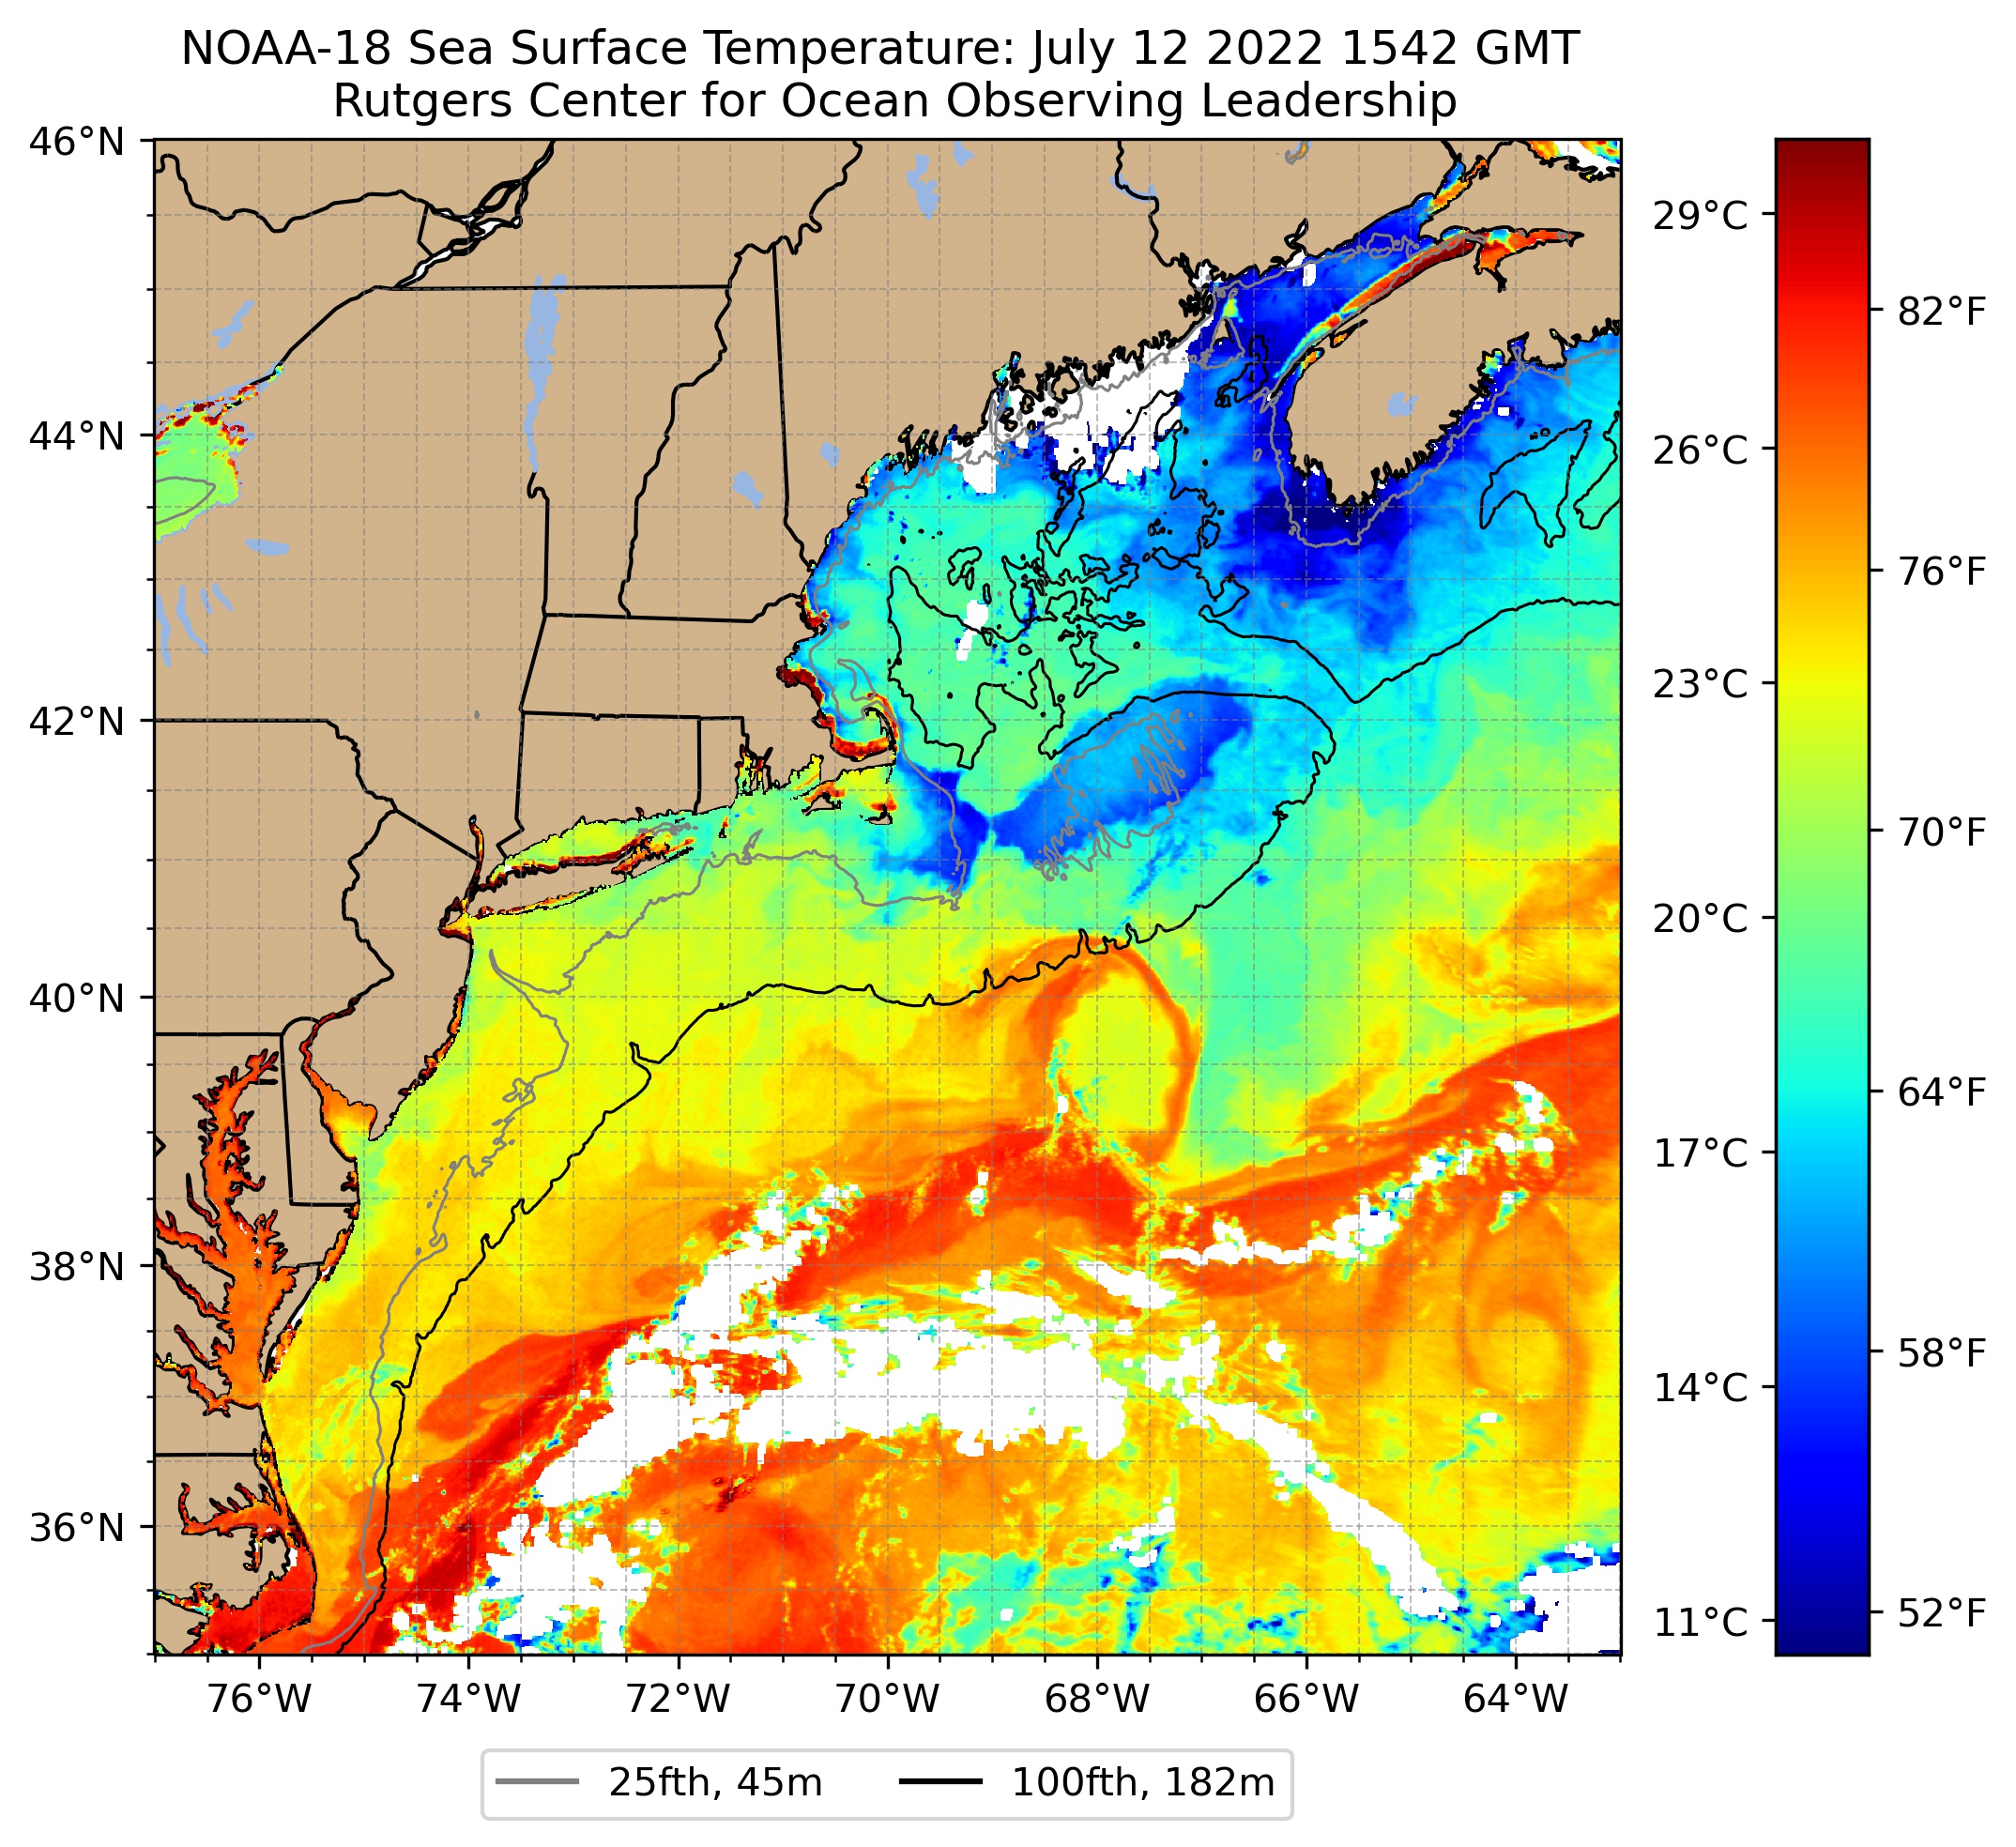 NOAA-18 Sea Surface Temperature: July 12 2022 1542 GMT
Rutgers Center for Ocean Observing Leadership
46°N
44°N
42°N
40°N
38°N
36°N
76°W
74°W
72°W
70°W
68°W
66°W
64°W
29°C
26°C
23°C
20°C
17°C
14°C
11°C
82°F
76°F
70°F
64°F
58°F
52°F
25fth, 45m
100fth, 182m